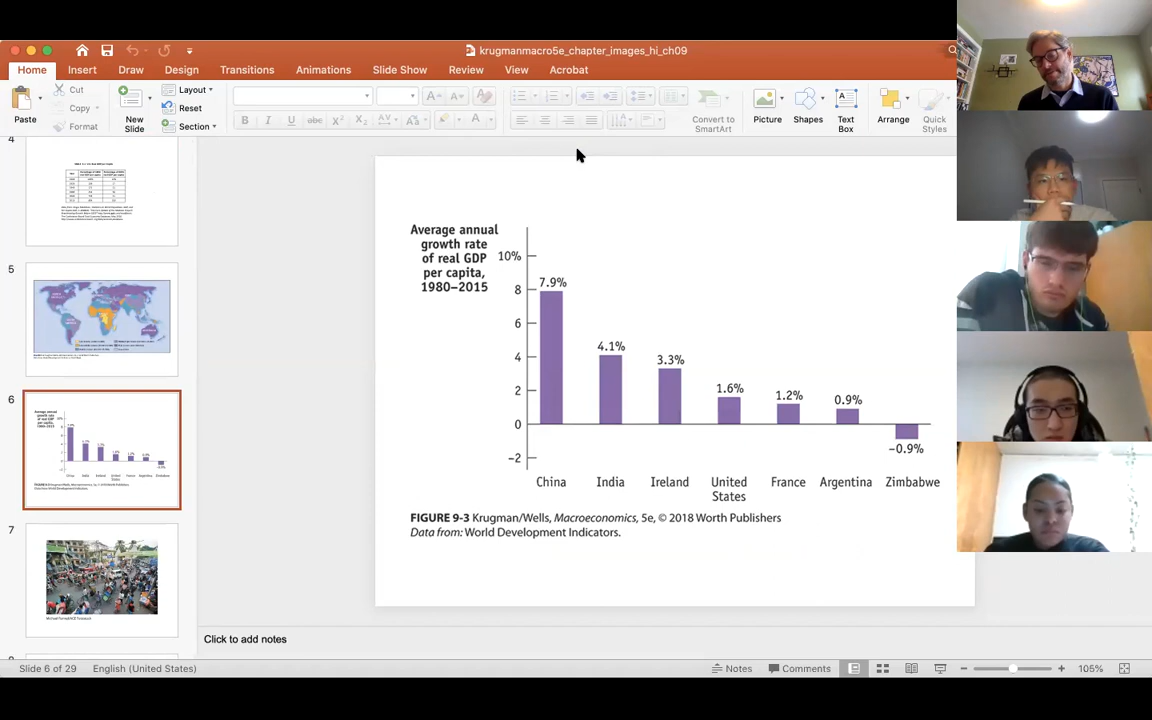 krugmanmacro5e_chapter_images_hi_ch09
Home Insert Draw Design Transitions Animations Slide Show Review View Acrobat
Paste
Cut
Copy
Format
New
Slide
Layout
Reset
Section
Convert to
SmartArt
Picture
Shapes
Text
Box
Arrange
Quick
Styles
4
5
6
7
Average annual
growth rate
of real GDP
per capita,
1980–2015
10%
8
6
4
2
0
−2
7.9%
4.1%
3.3%
1.6%
1.2%
0.9%
−0.9%
China India Ireland United States France Argentina Zimbabwe
FIGURE 9-3 Krugman/Wells, Macroeconomics, 5e, © 2018 Worth Publishers
Data from: World Development Indicators.
Click to add notes
Slide 6 of 29 English (United States) Notes Comments 105%